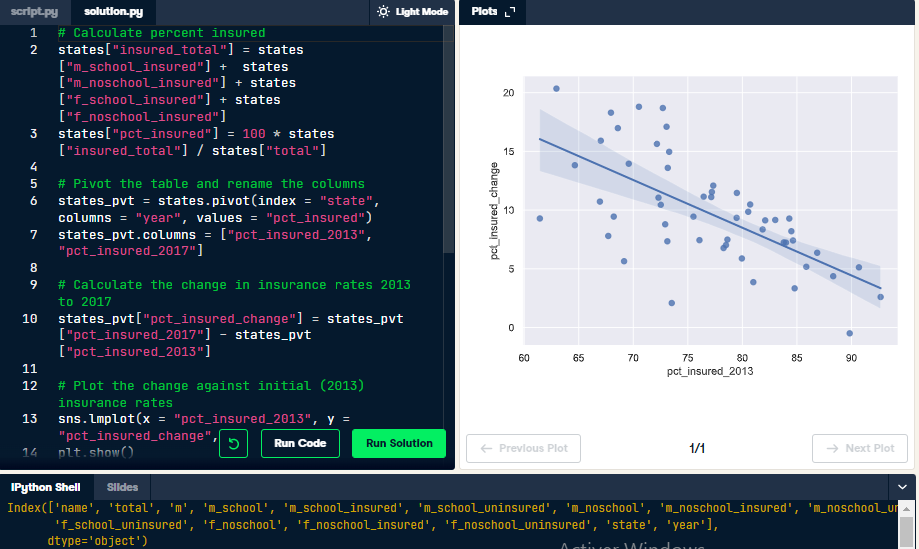 script.py
solution.py
Light Mode
1 # Calculate percent insured
2 states["insured_total"] = states
["m_school_insured"] + states
["m_noschool_insured"] + states
["f_school_insured"] + states
["f_noschool_insured"]
3 states["pct_insured"] = 100 * states
["insured_total"] / states["total"]
4
5 # Pivot the table and rename the columns
6 states_pvt = states.pivot(index = "state",
columns = "year", values = "pct_insured")
7 states_pvt.columns = ["pct_insured_2013",
"pct_insured_2017"]
8
9 # Calculate the change in insurance rates 2013
to 2017
10 states_pvt["pct_insured_change"] = states_pvt
["pct_insured_2017"] - states_pvt
["pct_insured_2013"]
11
12 # Plot the change against initial (2013)
insurance rates
13 sns.lmplot(x = "pct_insured_2013", y =
"pct_insured_change",
14 plt.show()
Run Code
Run Solution
Plots
20
15
10
5
0
pct_insured_change
60 65 70 75 80 85 90
pct_insured_2013
Previous Plot
1/1
Next Plot
IPython Shell
Slides
Index(['name', 'total', 'm', 'm_school', 'm_school_insured', 'm_school_uninsured', 'm_noschool', 'm_noschool_insured', 'm_noschool_un
'f_school_uninsured', 'f_noschool', 'f_noschool_insured', 'f_noschool_uninsured', 'state', 'year'],
dtype='object')
Activer Windows